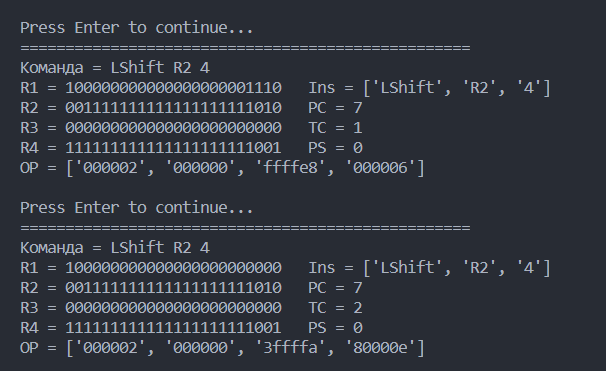 Press Enter to continue...
==================================================
Команда = LShift R2 4
R1 = 100000000000000000001110   Ins = ['LShift', 'R2', '4']
R2 = 001111111111111111111010   PC = 7
R3 = 000000000000000000000000   TC = 1
R4 = 111111111111111111111001   PS = 0
OP = ['000002', '000000', 'ffffe8', '000006']
Press Enter to continue...
==================================================
Команда = LShift R2 4
R1 = 100000000000000000000000   Ins = ['LShift', 'R2', '4']
R2 = 001111111111111111111010   PC = 7
R3 = 000000000000000000000000   TC = 2
R4 = 111111111111111111111001   PS = 0
OP = ['000002', '000000', '3ffffa', '80000e']